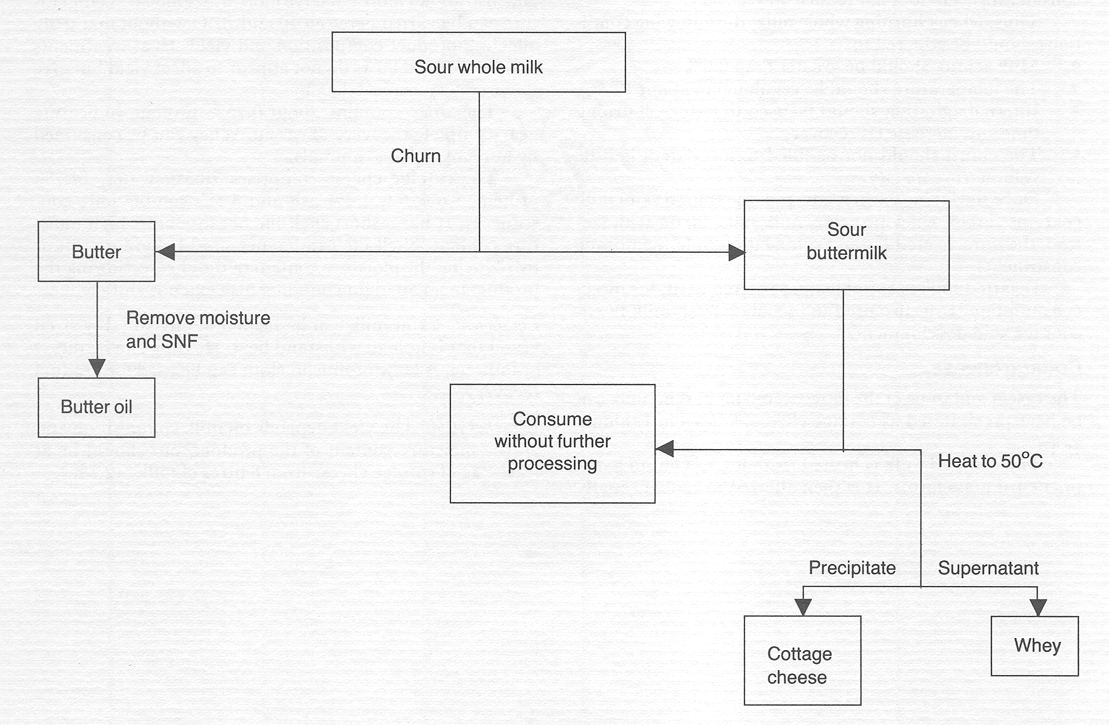 Sour whole milk
Churn
Butter
Sour
buttermilk
Remove moisture
and SNF
Butter oil
Consume
without further
processing
Heat to 50°C
Precipitate
Supernatant
Cottage
cheese
Whey